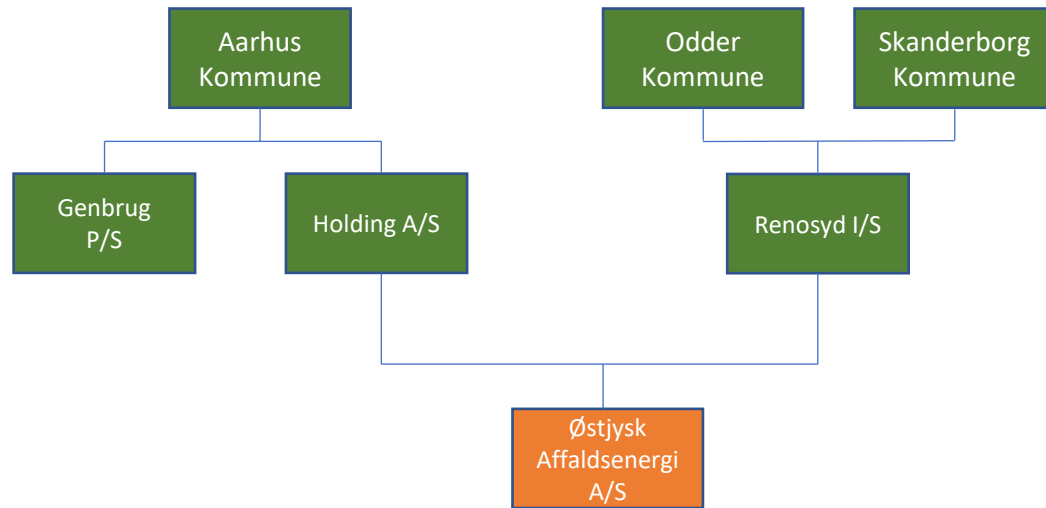 Aarhus
Kommune
Odder
Kommune
Skanderborg
Kommune
Genbrug
P/S
Holding A/S
Renosyd I/S
Østjysk
Affaldsenergi
A/S